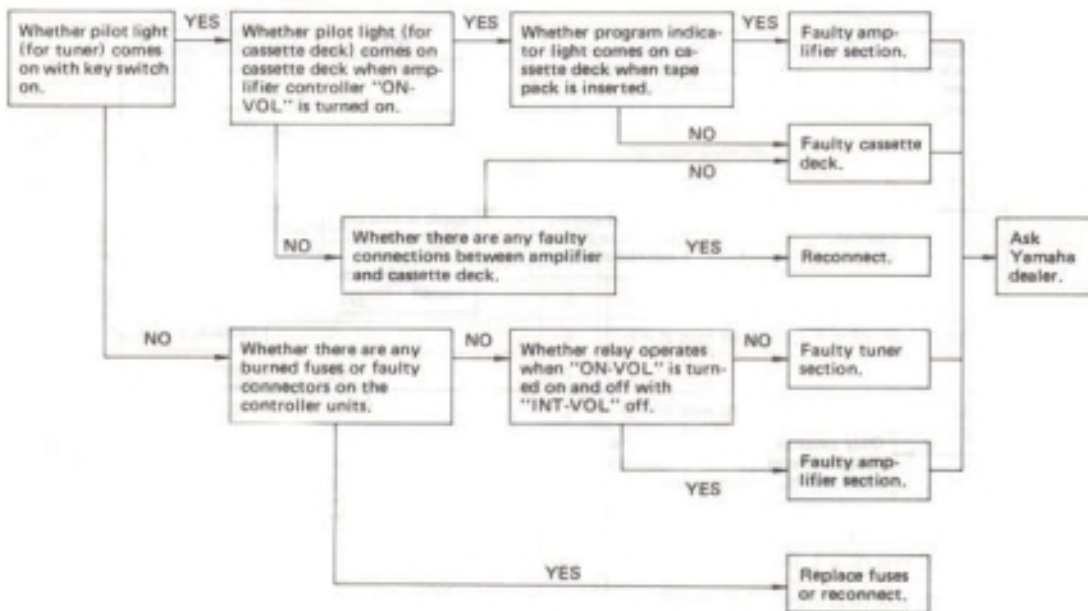 Whether pilot light
(for tuner) comes
on with key switch
on.
YES
Whether pilot light (for
cassette deck) comes on
cassette deck when amp-
lifier controller "ON-
VOL" is turned on.
YES
Whether program indica-
tor light comes on ca-
ssette deck when tape
pack is inserted.
YES
Faulty amp-
lifier section.
NO
Faulty cassette
deck.
NO
NO
Whether there are any faulty
connections between amplifier
and cassette deck.
YES
Reconnect.
Ask
Yamaha
dealer.
NO
Whether there are any
burned fuses or faulty
connectors on the
controller units.
NO
Whether relay operates
when "ON-VOL" is turn-
ed on and off with
"INT-VOL" off.
NO
Faulty tuner
section.
YES
Faulty amp-
lifier section.
YES
Replace fuses
or reconnect.